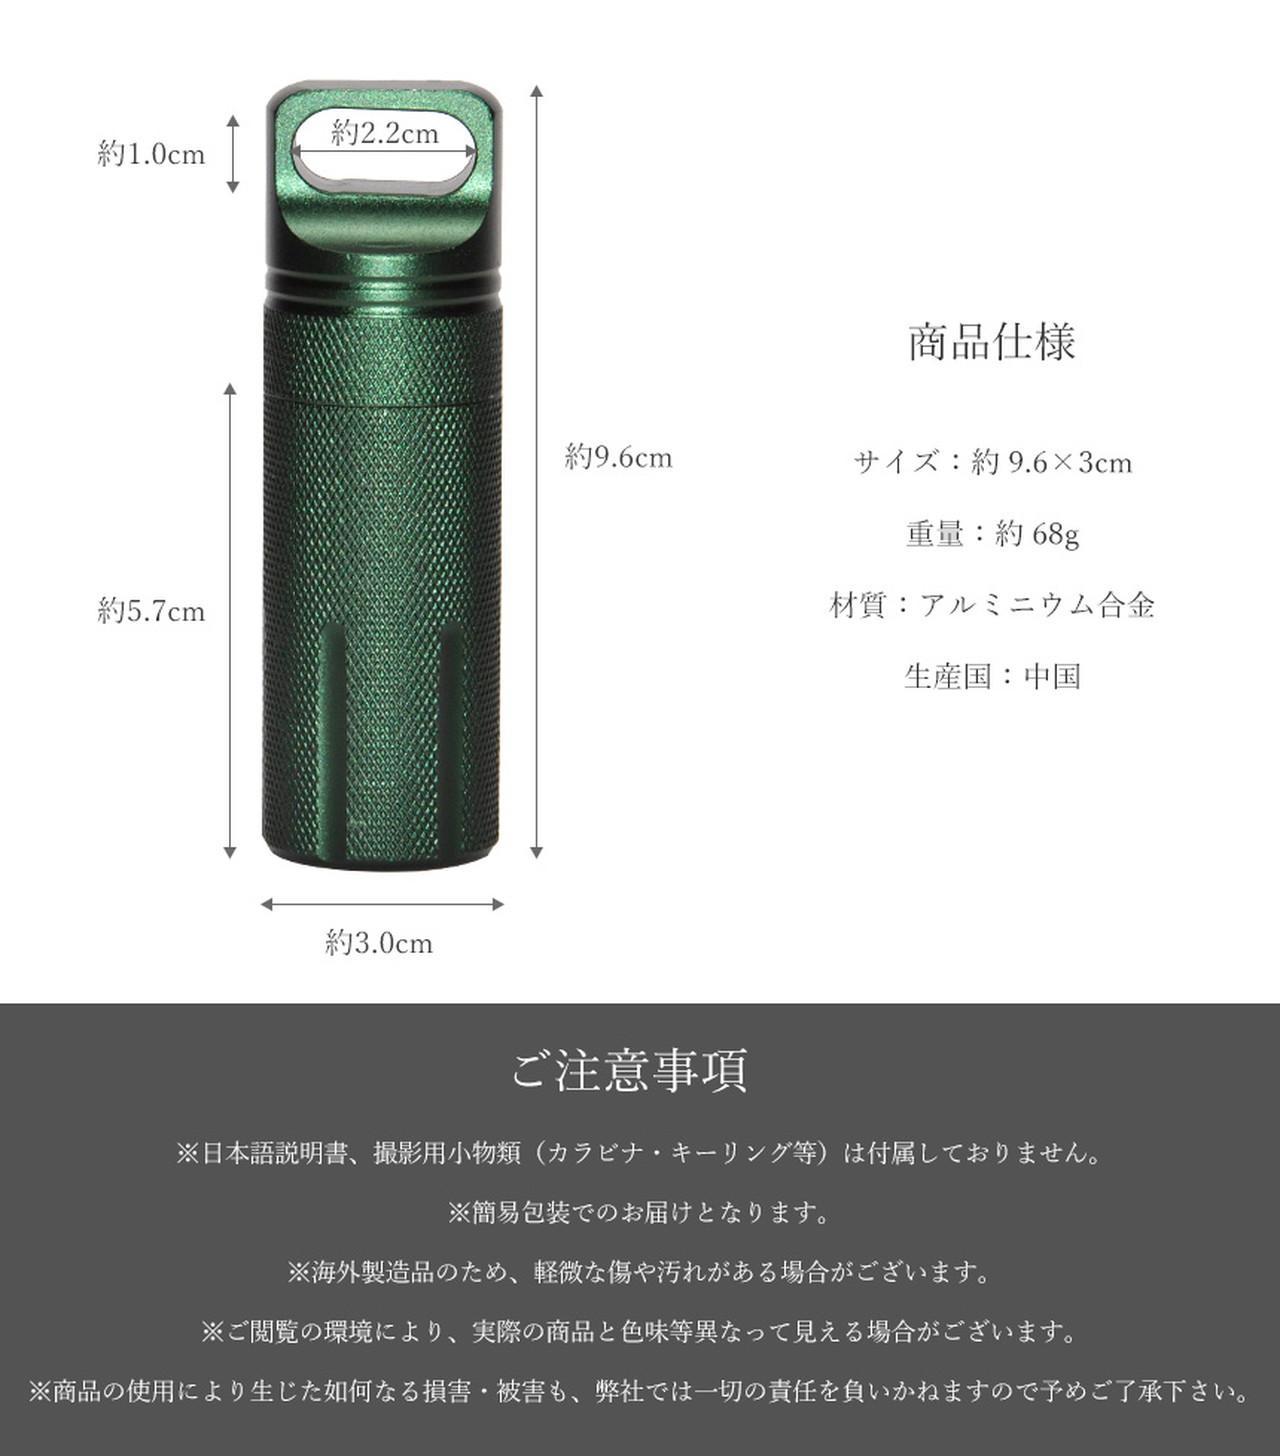 約2.2cm
約1.0cm
約9.6cm
約5.7cm
約3.0cm
商品仕様
サイズ：約 9.6×3cm
重量：約 68g
材質：アルミニウム合金
生産国：中国
ご注意事項
※日本語説明書、撮影用小物類（カラビナ・キーリング等）は付属しておりません。
※簡易包装でのお届けとなります。
※海外製造品のため、軽微な傷や汚れがある場合がございます。
※ご閲覧の環境により、実際の商品と色味等異なって見える場合がございます。
※商品の使用により生じた如何なる損害・被害も、弊社では一切の責任を負いかねますので予めご了承下さい。